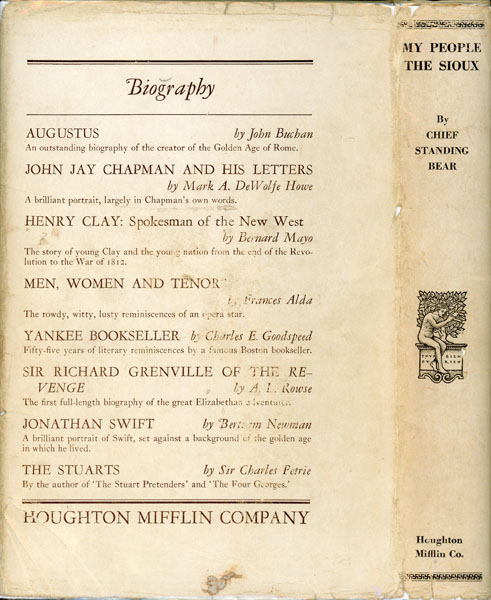 Biography
AUGUSTUS by John Buchan
An outstanding biography of the creator of the Golden Age of Rome.
JOHN JAY CHAPMAN AND HIS LETTERS
by Mark A. DeWolfe Howe
A brilliant portrait, largely in Chapman's own words.
HENRY CLAY: Spokesman of the New West
by Bernard Mayo
The story of young Clay and the young nation from the end of the Revo-
lution to the War of 1812.
MEN, WOMEN AND TENOR
by Frances Alda
The rowdy, witty, lusty reminiscences of an opera star.
YANKEE BOOKSELLER by Charles E. Goodspeed
Fifty-five years of literary reminiscences by a famous Boston bookseller.
SIR RICHARD GRENVILLE OF THE RE-
VENGE by A. L. Rowse
The first full-length biography of the great Elizabethan adventurer.
JONATHAN SWIFT by Bertram Newman
A brilliant portrait of Swift, set against a background of the golden age
in which he lived.
THE STUARTS by Sir Charles Petrie
By the author of 'The Stuart Pretenders' and 'The Four Georges.'
HOUGHTON MIFFLIN COMPANY
MY PEOPLE
THE SIOUX
By
CHIEF
STANDING
BEAR
TOUT BIEN
OU RIEN
Houghton
Mifflin Co.